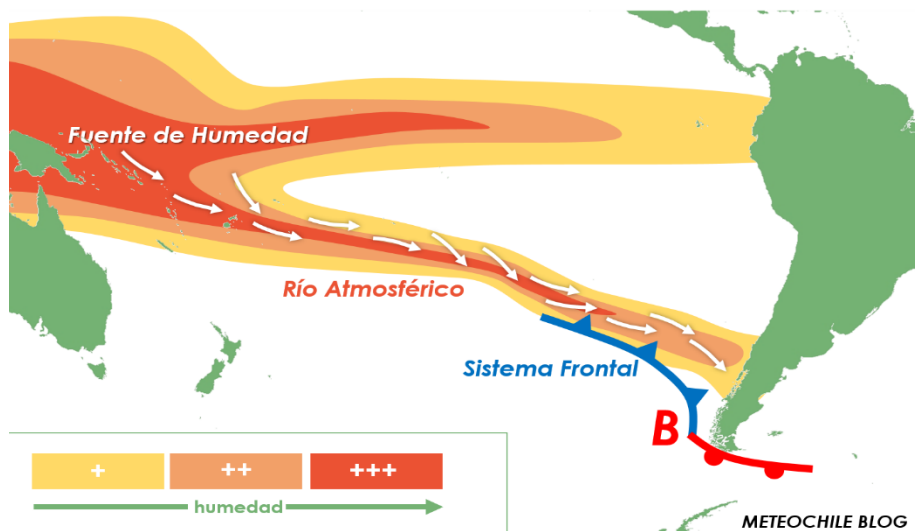 Fuente de Humedad
Río Atmosférico
Sistema Frontal
B
+
++
+++
humedad
METEOCHILE BLOG